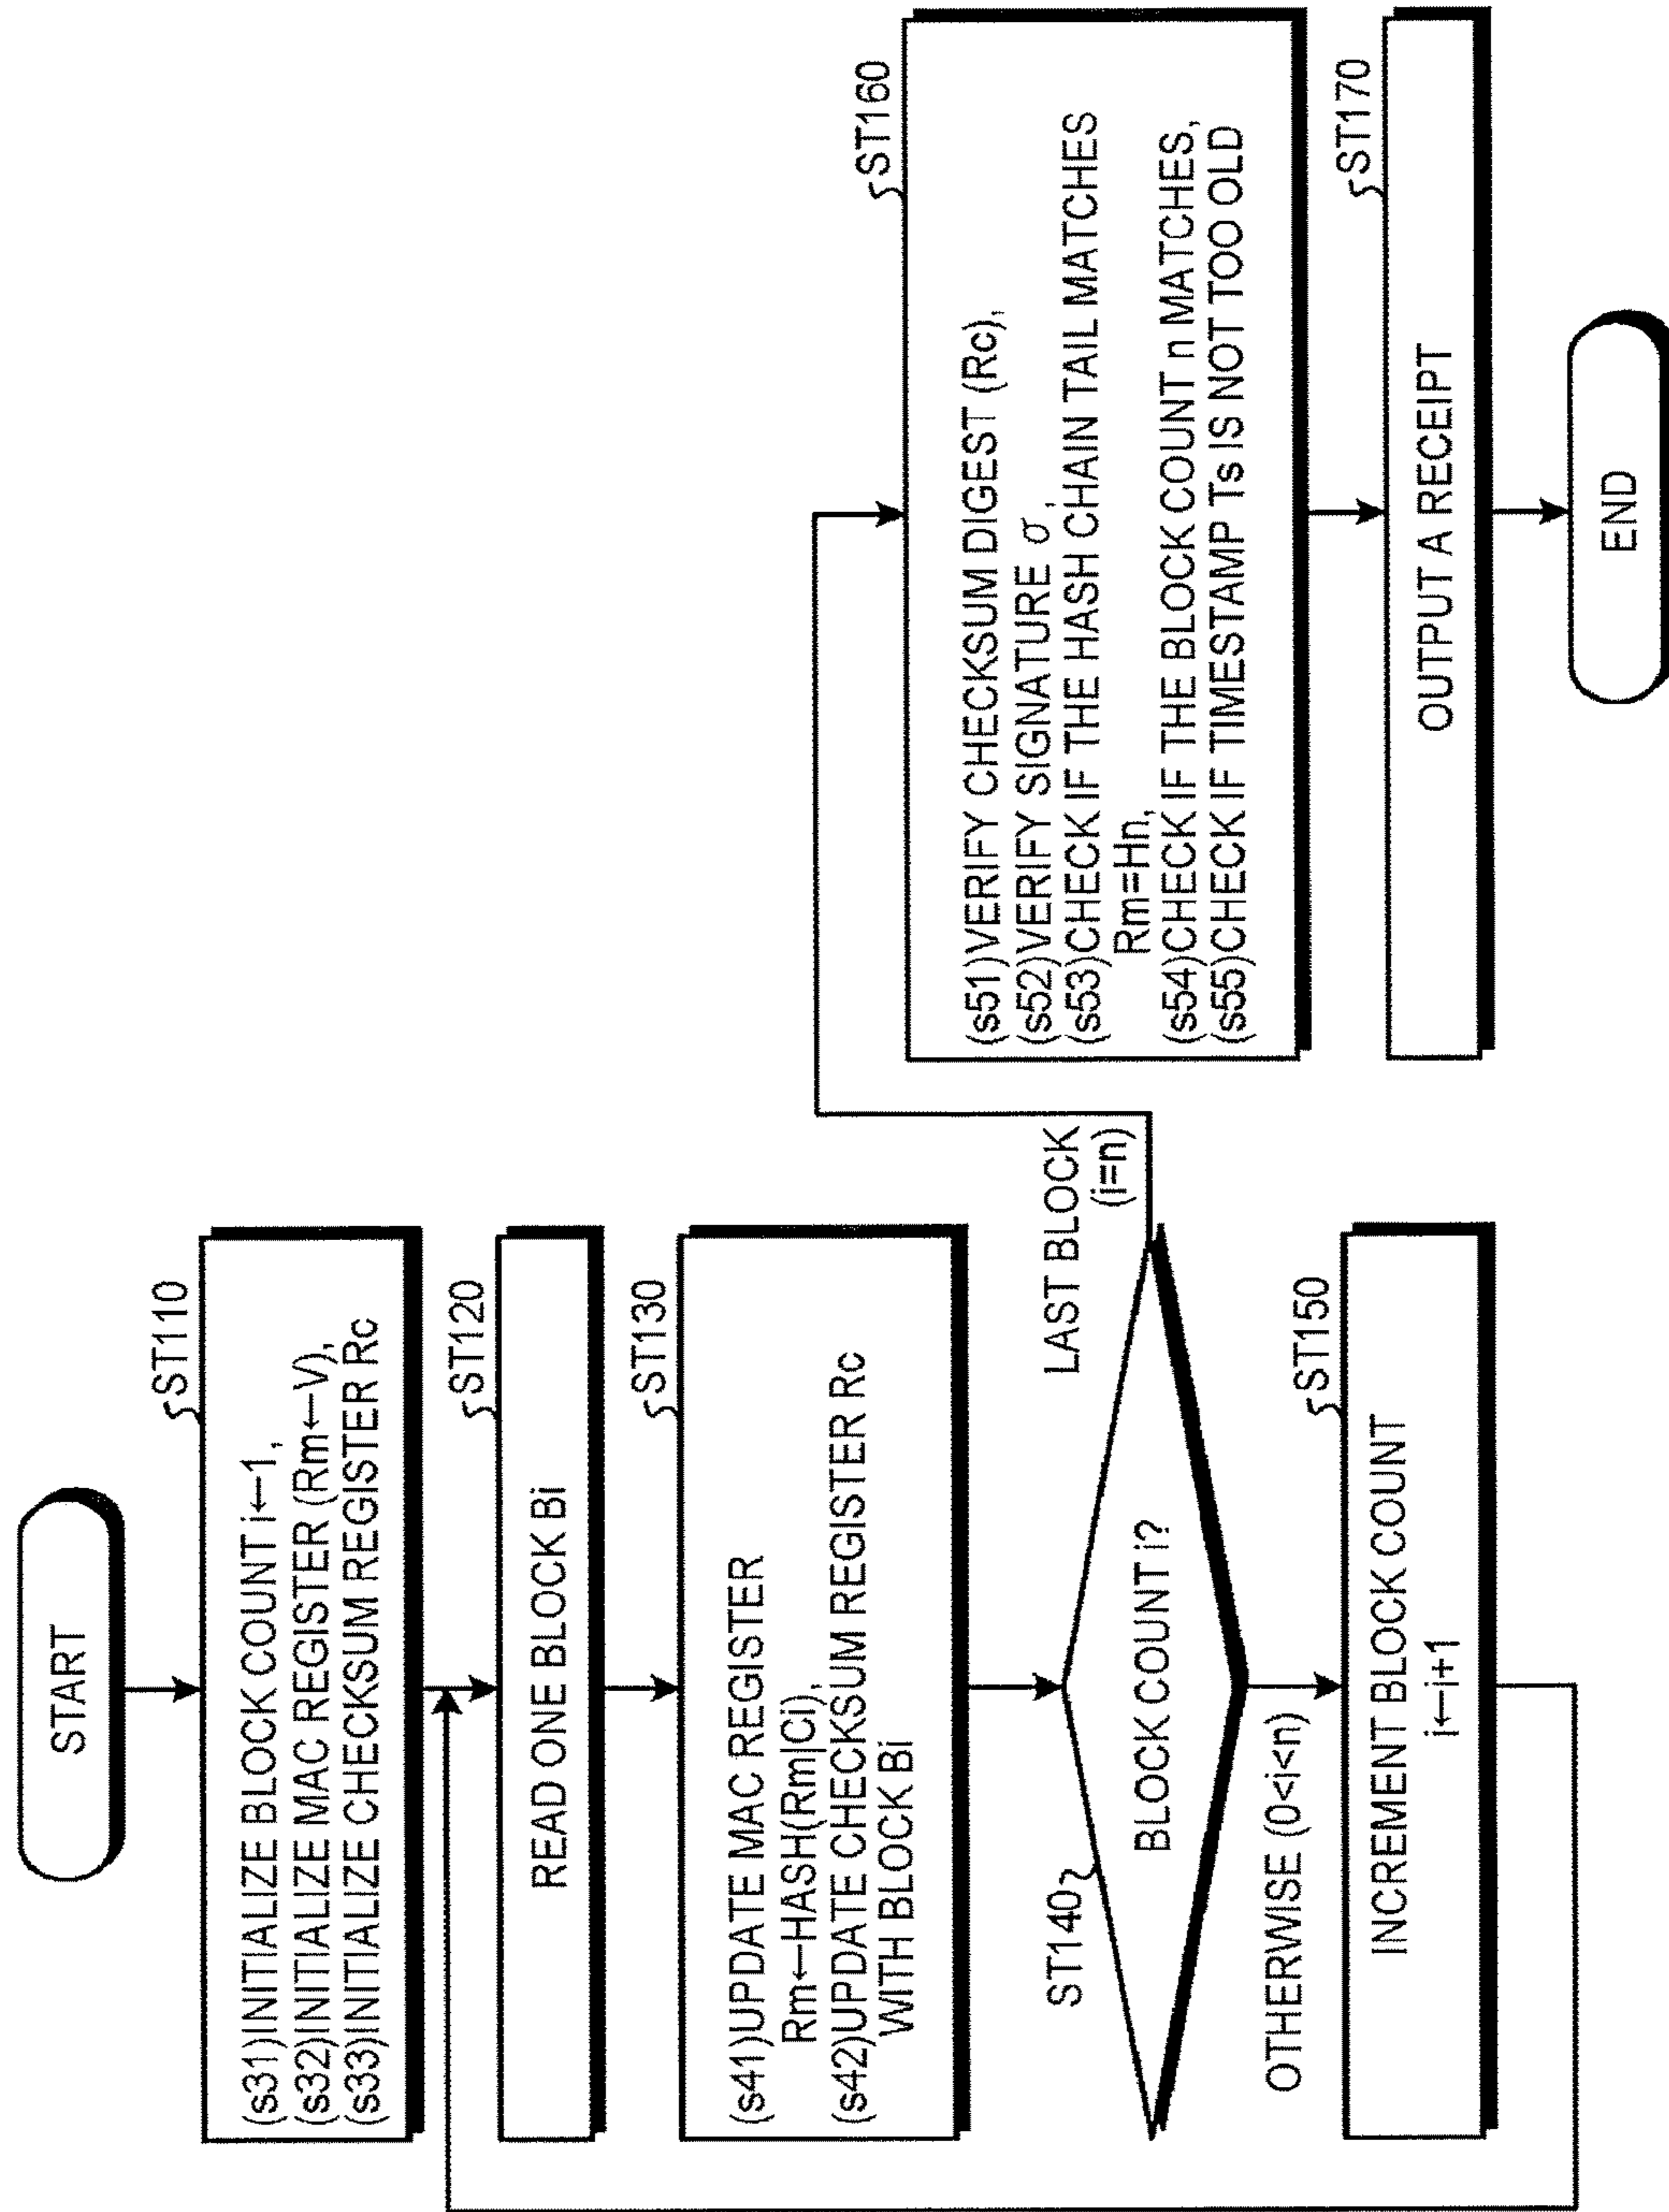 START
ST110
(s31)INITIALIZE BLOCK COUNT i←1,
(s32)INITIALIZE MAC REGISTER (Rm←V),
(s33)INITIALIZE CHECKSUM REGISTER Rc
ST120
READ ONE BLOCK Bi
ST130
(s41)UPDATE MAC REGISTER
Rm←HASH(Rm|Ci),
(s42)UPDATE CHECKSUM REGISTER Rc
WITH BLOCK Bi
ST140
BLOCK COUNT i?
LAST BLOCK
(i=n)
OTHERWISE (0<i<n)
ST150
INCREMENT BLOCK COUNT
i←i+1
ST160
(s51)VERIFY CHECKSUM DIGEST (Rc),
(s52)VERIFY SIGNATURE σ,
(s53)CHECK IF THE HASH CHAIN TAIL MATCHES
Rm=Hn,
(s54)CHECK IF THE BLOCK COUNT n MATCHES,
(s55)CHECK IF TIMESTAMP Ts IS NOT TOO OLD
ST170
OUTPUT A RECEIPT
END